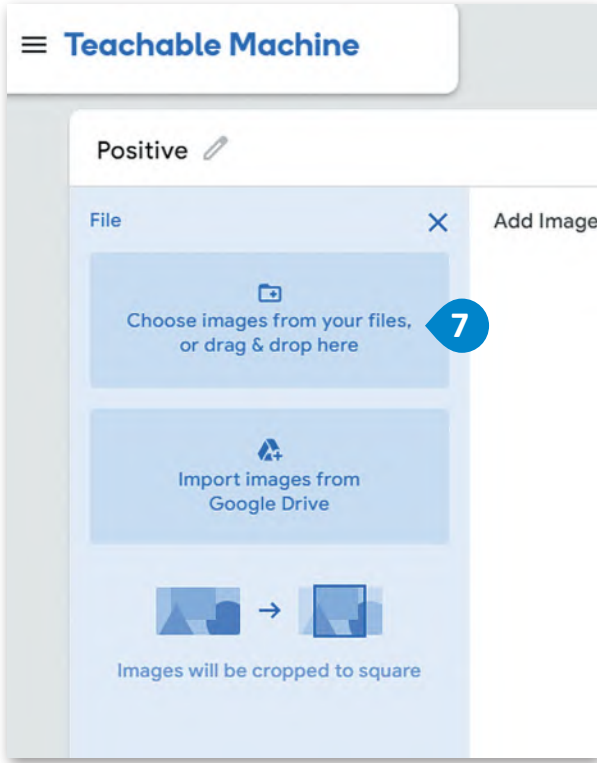 Teachable Machine
Positive
File
Add Image
Choose images from your files,
or drag & drop here
7
Import images from
Google Drive
Images will be cropped to square